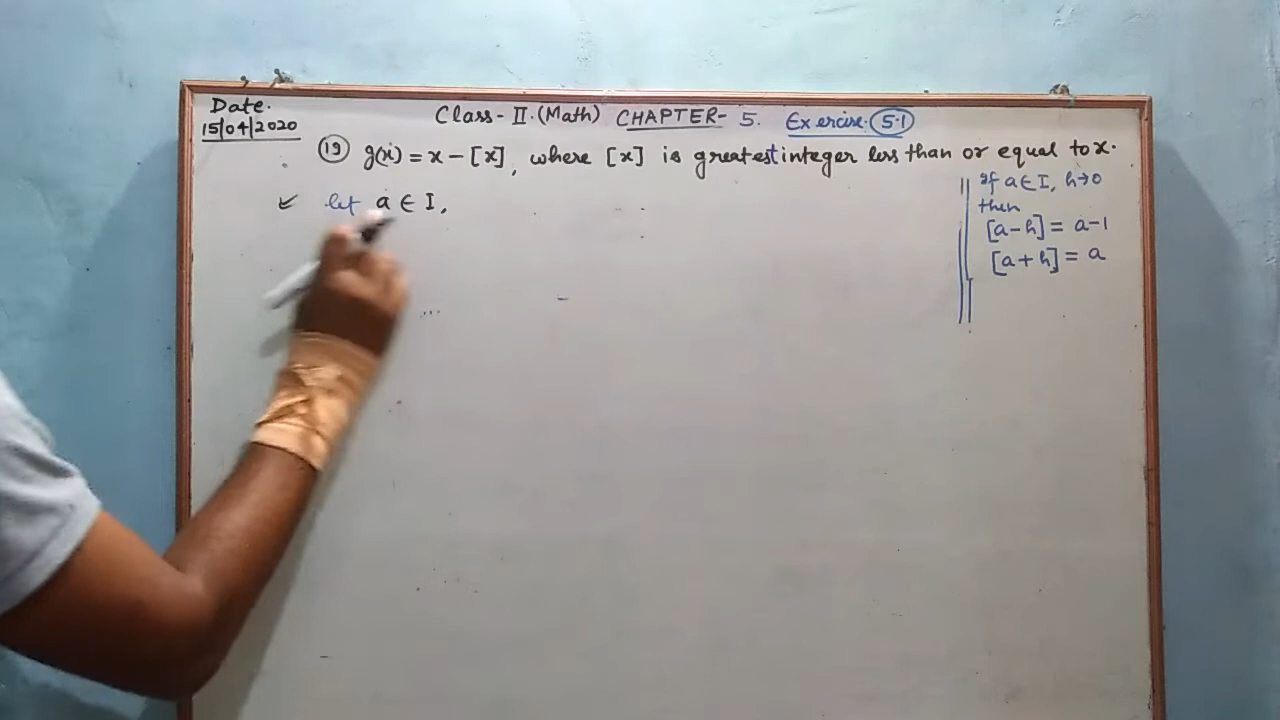 Date.
15/04/2020
Class-II. (Math) CHAPTER- 5. Exercise. 5.1
19 g(x) = x - [x], where [x] is greatest integer less than or equal to x.
let a ∈ I,
If a ∈ I, h→0
then
[a-h] = a-1
[a+h] = a